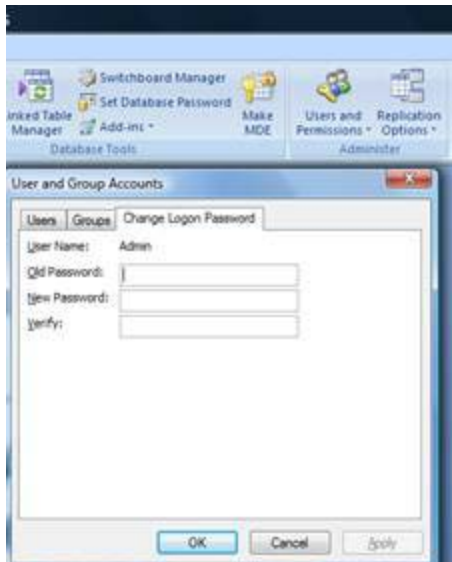 Switchboard Manager
Set Database Password
Add-ins
Manager
Database Tools
Make
MDE
Users and
Permissions
Replication
Options
Administer
User and Group Accounts
Users
Groups
Change Logon Password
User Name: Admin
Old Password:
New Password:
Verify:
OK
Cancel
Apply